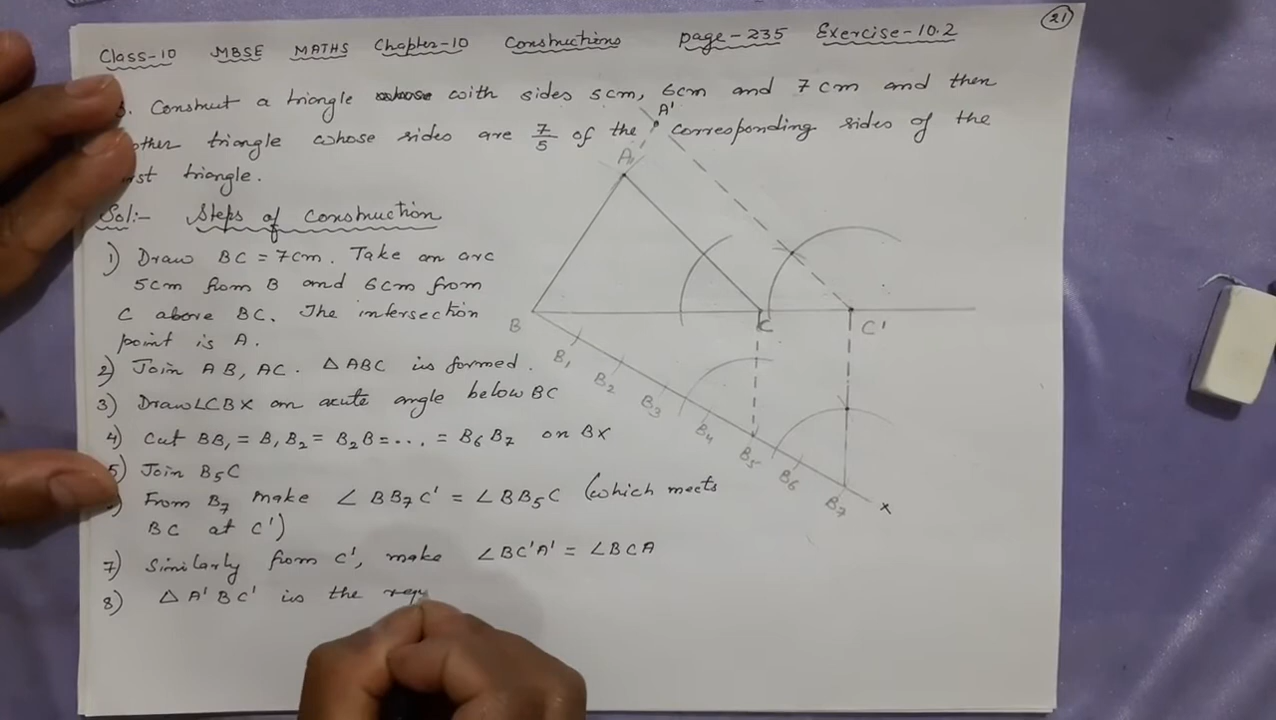 21
Class-10 MBSE MATHS Chapter-10 Constructions page-235 Exercise-10.2
3. Construct a triangle with sides 5cm, 6cm and 7cm and then
other triangle whose sides are 7/5 of the corresponding sides of the
rst triangle.
Sol:- Steps of Construction
1) Draw BC = 7cm. Take an arc
5cm from B and 6cm from
C above BC. The intersection
point is A.
2) Join AB, AC. △ABC is formed.
3) Draw ∠CBX an acute angle below BC
4) Cut BB₁ = B₁B₂ = B₂B = ... = B₆B₇ on BX
5) Join B₅C
) From B₇ make ∠BB₇C' = ∠BB₅C (which meets
BC at C')
7) Similarly from C', make ∠BC'A' = ∠BCA
8) △A'BC' is the requ
A'
A
B
C
C'
B₁
B₂
B₃
B₄
B₅
B₆
B₇
X